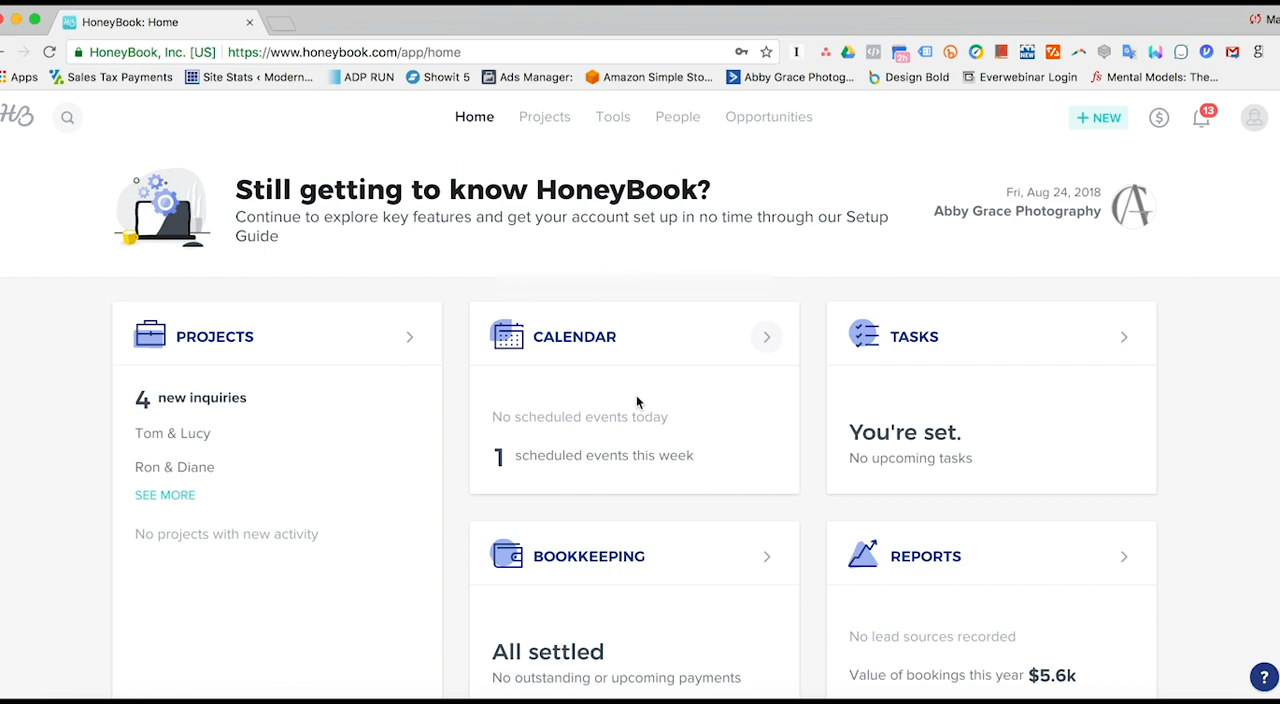 HoneyBook: Home
HoneyBook, Inc. [US] https://www.honeybook.com/app/home
Apps Sales Tax Payments Site Stats ‹ Modern... ADP RUN Showit 5 Ads Manager: Amazon Simple Sto... Abby Grace Photog... Design Bold Everwebinar Login Mental Models: The...
HB Home Projects Tools People Opportunities + NEW 13
Still getting to know HoneyBook?
Continue to explore key features and get your account set up in no time through our Setup
Guide
Fri, Aug 24, 2018
Abby Grace Photography
PROJECTS
4 new inquiries
Tom & Lucy
Ron & Diane
SEE MORE
No projects with new activity
CALENDAR
No scheduled events today
1 scheduled events this week
TASKS
You're set.
No upcoming tasks
BOOKKEEPING
All settled
No outstanding or upcoming payments
REPORTS
No lead sources recorded
Value of bookings this year $5.6k
?